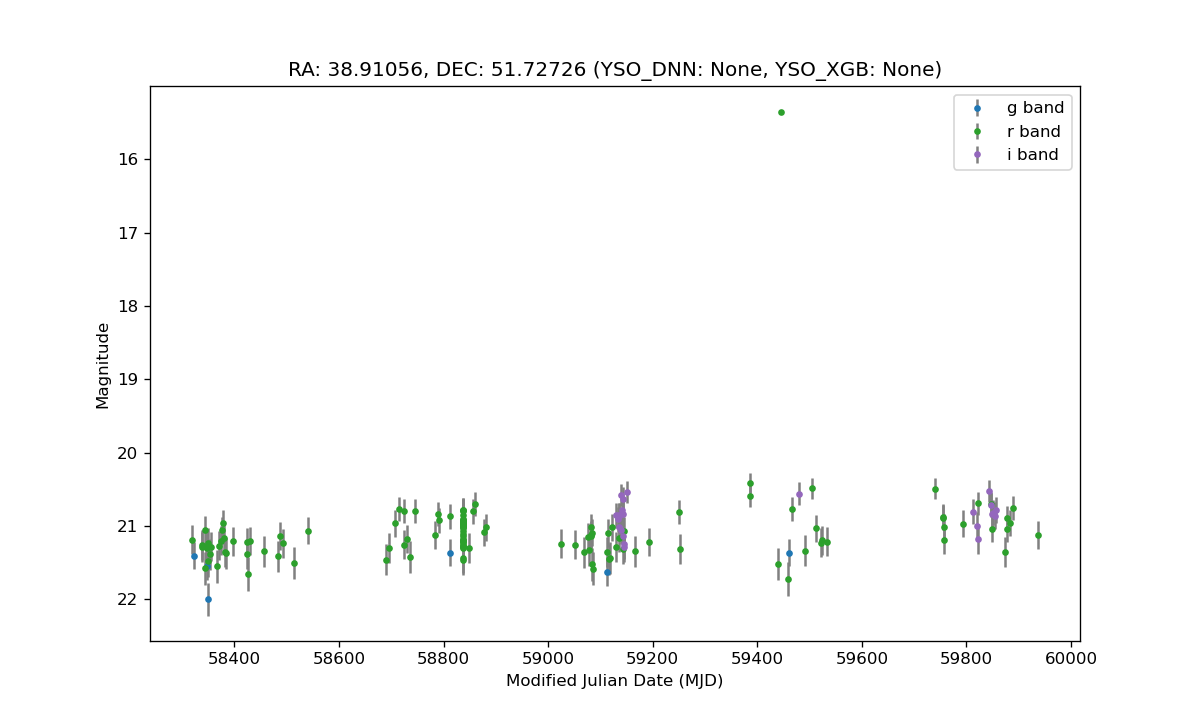 RA: 38.91056, DEC: 51.72726 (YSO_DNN: None, YSO_XGB: None)
g band
r band
i band
16
17
18
19
20
21
22
Magnitude
58400 58600 58800 59000 59200 59400 59600 59800 60000
Modified Julian Date (MJD)